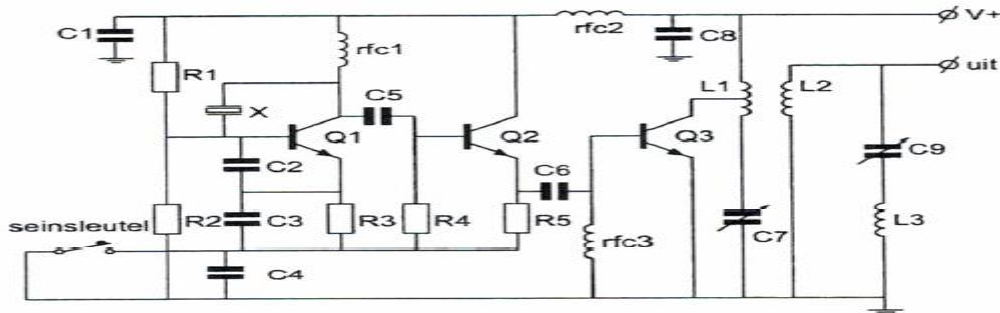 V+
C1
rfc1
rfc2
C8
uit
R1
L1
L2
X
C5
Q1
Q2
Q3
C9
C2
C6
seinsleutel
R2
C3
R3
R4
R5
rfc3
C7
L3
C4